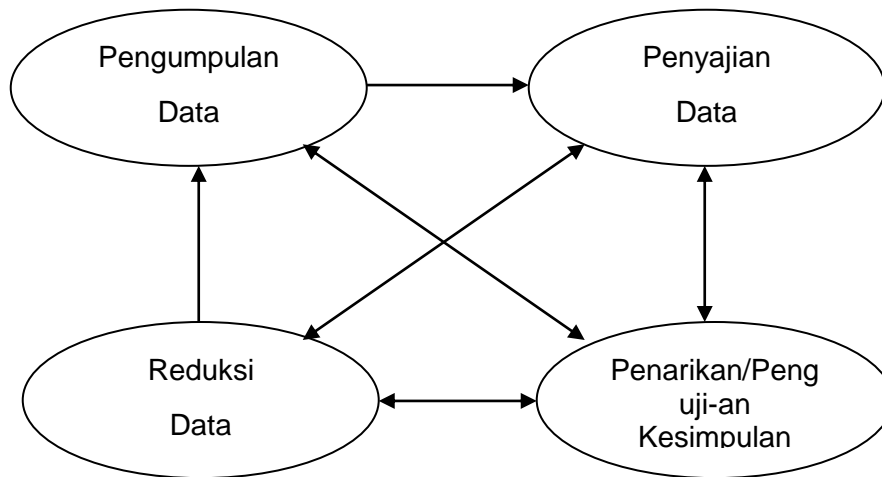 Pengumpulan
Data
Penyajian
Data
Reduksi
Data
Penarikan/Peng
uji-an
Kesimpulan